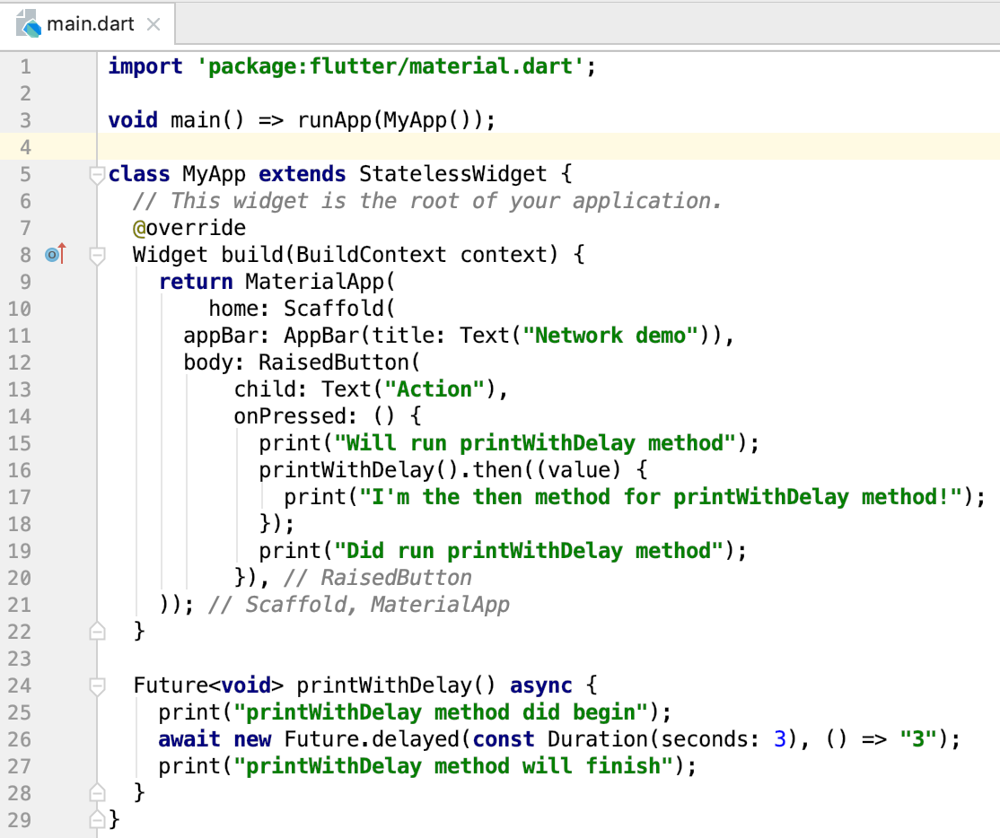 main.dart
1 import 'package:flutter/material.dart';
2
3 void main() => runApp(MyApp());
4
5 class MyApp extends StatelessWidget {
6   // This widget is the root of your application.
7   @override
8   Widget build(BuildContext context) {
9     return MaterialApp(
10         home: Scaffold(
11       appBar: AppBar(title: Text("Network demo")),
12       body: RaisedButton(
13           child: Text("Action"),
14           onPressed: () {
15             print("Will run printWithDelay method");
16             printWithDelay().then((value) {
17               print("I'm the then method for printWithDelay method!");
18             });
19             print("Did run printWithDelay method");
20           }), // RaisedButton
21     )); // Scaffold, MaterialApp
22   }
23
24   Future<void> printWithDelay() async {
25     print("printWithDelay method did begin");
26     await new Future.delayed(const Duration(seconds: 3), () => "3");
27     print("printWithDelay method will finish");
28   }
29 }